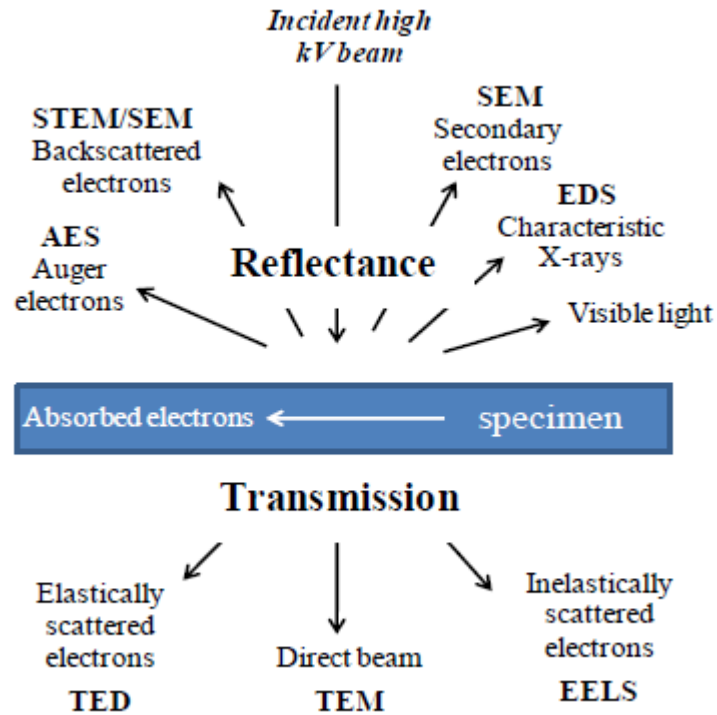 Incident high
kV beam
STEM/SEM
Backscattered
electrons
SEM
Secondary
electrons
EDS
Characteristic
X-rays
AES
Auger
electrons
Reflectance
Visible light
Absorbed electrons
specimen
Transmission
Elastically
scattered
electrons
TED
Direct beam
TEM
Inelastically
scattered
electrons
EELS